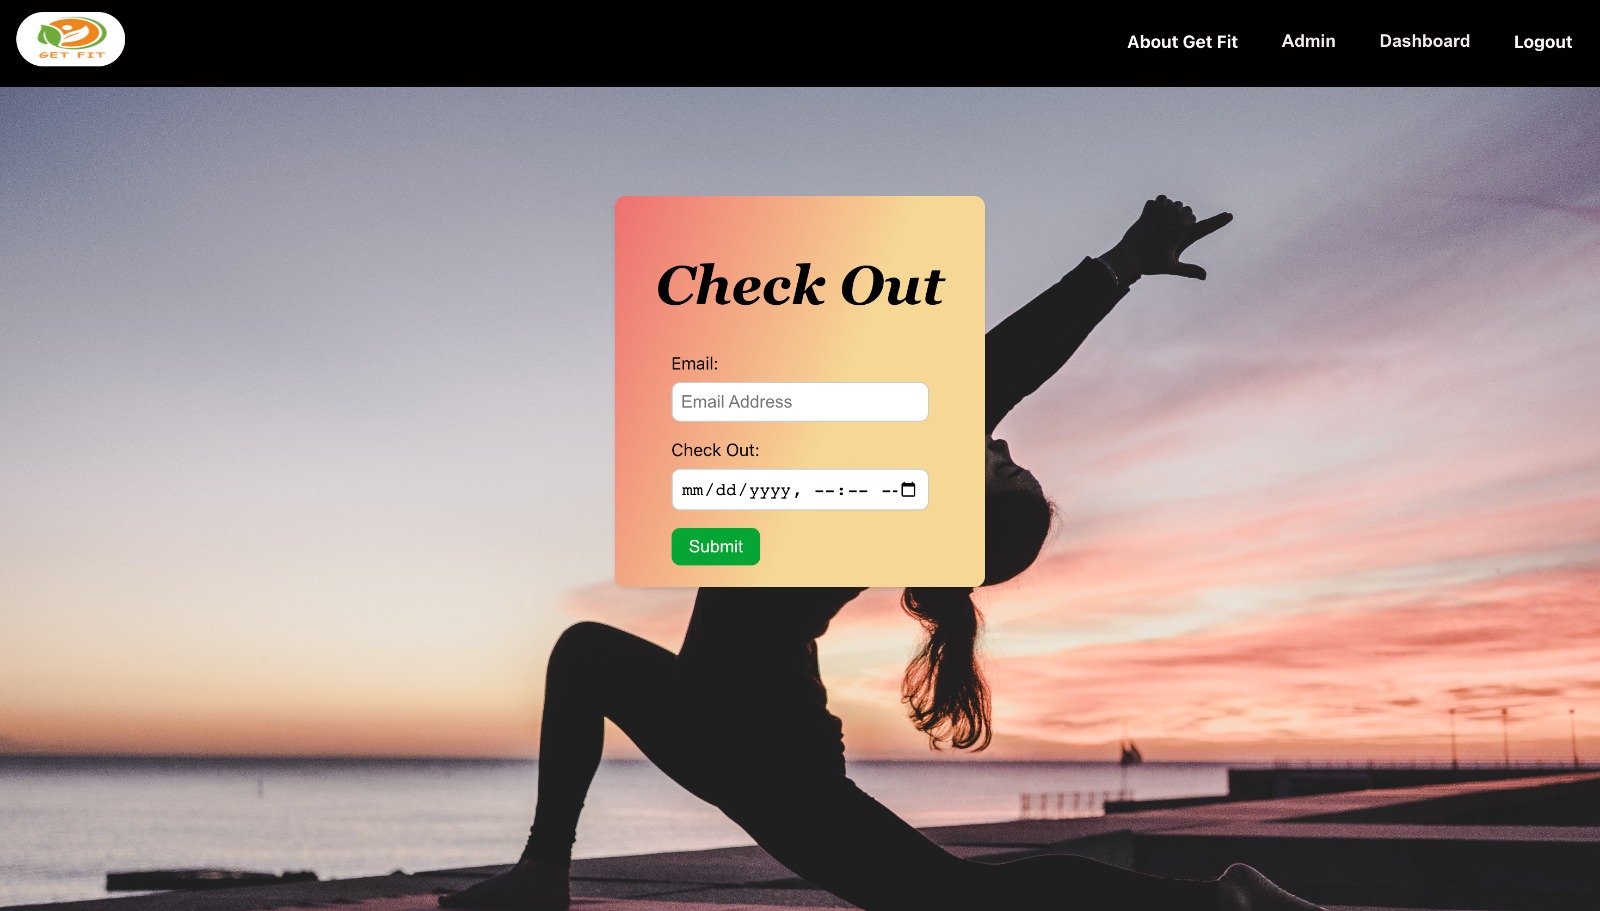 GET FIT
About Get Fit Admin Dashboard Logout
Check Out
Email:
Email Address
Check Out:
mm/dd/yyyy, --:-- --
Submit